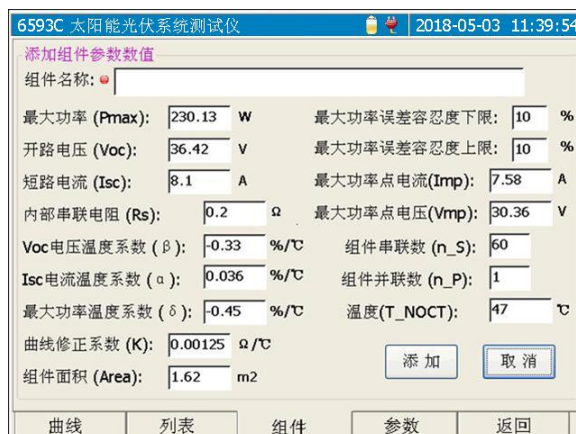 6593C 太阳能光伏系统测试仪 2018-05-03 11:39:54
添加组件参数数值
组件名称:
最大功率 (Pmax): 230.13 W 最大功率误差容忍度下限: 10 %
开路电压 (Voc): 36.42 V 最大功率误差容忍度上限: 10 %
短路电流 (Isc): 8.1 A 最大功率点电流(Imp): 7.58 A
内部串联电阻 (Rs): 0.2 Ω 最大功率点电压(Vmp): 30.36 V
Voc电压温度系数 (β): -0.33 %/℃ 组件串联数 (n_S): 60
Isc电流温度系数 (α): 0.036 %/℃ 组件并联数 (n_P): 1
最大功率温度系数 (δ): -0.45 %/℃ 温度(T_NOCT): 47 ℃
曲线修正系数 (K): 0.00125 Ω/℃
组件面积 (Area): 1.62 m2
添加 取消
曲线 列表 组件 参数 返回